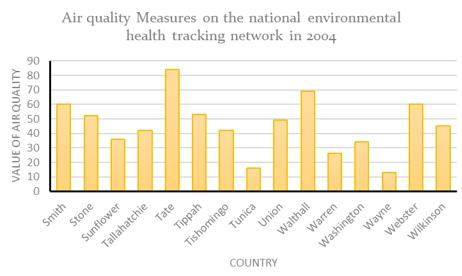 Air quality Measures on the national environmental
health tracking network in 2004
VALUE OF AIR QUALITY
90
80
70
60
50
40
30
20
10
0
Smith
Stone
Sunflower
Tallahatchie
Tate
Tippah
Tishomingo
Tunica
Union
Walthall
Warren
Washington
Wayne
Webster
Wilkinson
COUNTRY